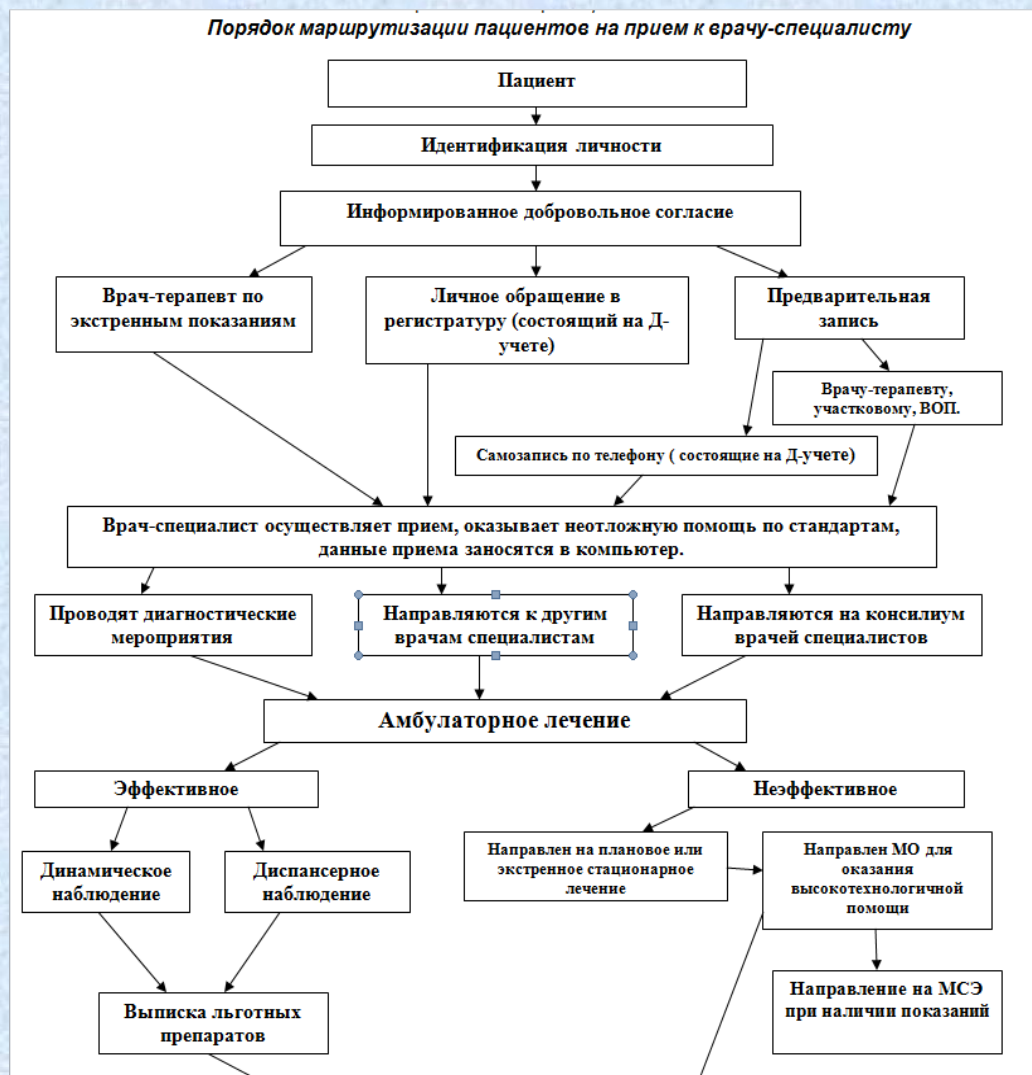 Порядок маршрутизации пациентов на прием к врачу-специалисту
Пациент
Идентификация личности
Информированное добровольное согласие
Врач-терапевт по
экстренным показаниям
Личное обращение в
регистратуру (состоящий на Д-
учете)
Предварительная
запись
Врачу-терапевту,
участковому, ВОП.
Самозапись по телефону ( состоящие на Д-учете)
Врач-специалист осуществляет прием, оказывает неотложную помощь по стандартам,
данные приема заносятся в компьютер.
Проводят диагностические
мероприятия
Направляются к другим
врачам специалистам
Направляются на консилиум
врачей специалистов
Амбулаторное лечение
Эффективное
Неэффективное
Динамическое
наблюдение
Диспансерное
наблюдение
Направлен на плановое или
экстренное стационарное
лечение
Направлен МО для
оказания
высокотехнологичной
помощи
Выписка льготных
препаратов
Направление на МСЭ
при наличии показаний